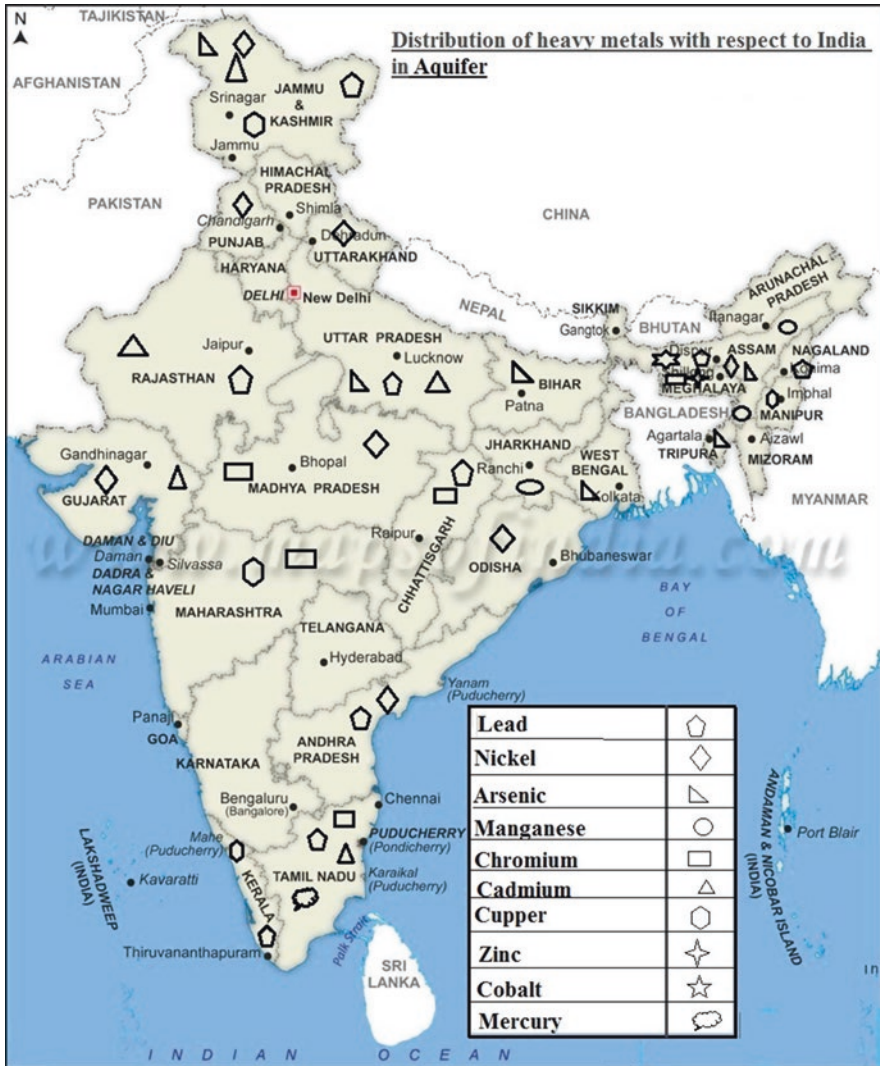 N
TAJIKISTAN
Distribution of heavy metals with respect to India
in Aquifer
AFGHANISTAN
JAMMU
&
KASHMIR
Srinagar
Jammu
HIMACHAL
PRADESH
PAKISTAN
Shimla
CHINA
Chandigarh
PUNJAB
Dehradun
UTTARAKHAND
HARYANA
DELHI
New Delhi
ARUNACHAL
PRADESH
NEPAL
SIKKIM
Gangtok
BHUTAN
Itanagar
UTTAR PRADESH
Lucknow
Jaipur
RAJASTHAN
Dispur
ASSAM
NAGALAND
Shillong
Kohima
MEGHALAYA
BIHAR
Patna
Imphal
MANIPUR
BANGLADESH
Agartala
TRIPURA
Aizawl
MIZORAM
Gandhinagar
GUJARAT
Bhopal
MADHYA PRADESH
JHARKHAND
Ranchi
WEST
BENGAL
Kolkata
MYANMAR
www.mapsofindia.com
DAMAN & DIU
Daman
Silvassa
DADRA &
NAGAR HAVELI
Mumbai
MAHARASHTRA
Raipur
CHHATTISGARH
ODISHA
Bhubaneswar
BAY
OF
BENGAL
ARABIAN
SEA
TELANGANA
Hyderabad
Yanam
(Puducherry)
Panaji
GOA
KARNATAKA
ANDHRA
PRADESH
Bengaluru
(Bangalore)
Chennai
Mahe
(Puducherry)
PUDUCHERRY
(Pondicherry)
LAKSHADWEEP
(INDIA)
Kavaratti
KERALA
TAMIL NADU
Karaikal
(Puducherry)
Thiruvananthapuram
Palk Strait
SRI
LANKA
ANDAMAN & NICOBAR ISLAND
(INDIA)
Port Blair
Lead
Nickel
Arsenic
Manganese
Chromium
Cadmium
Cupper
Zinc
Cobalt
Mercury
In
INDIAN OCEAN